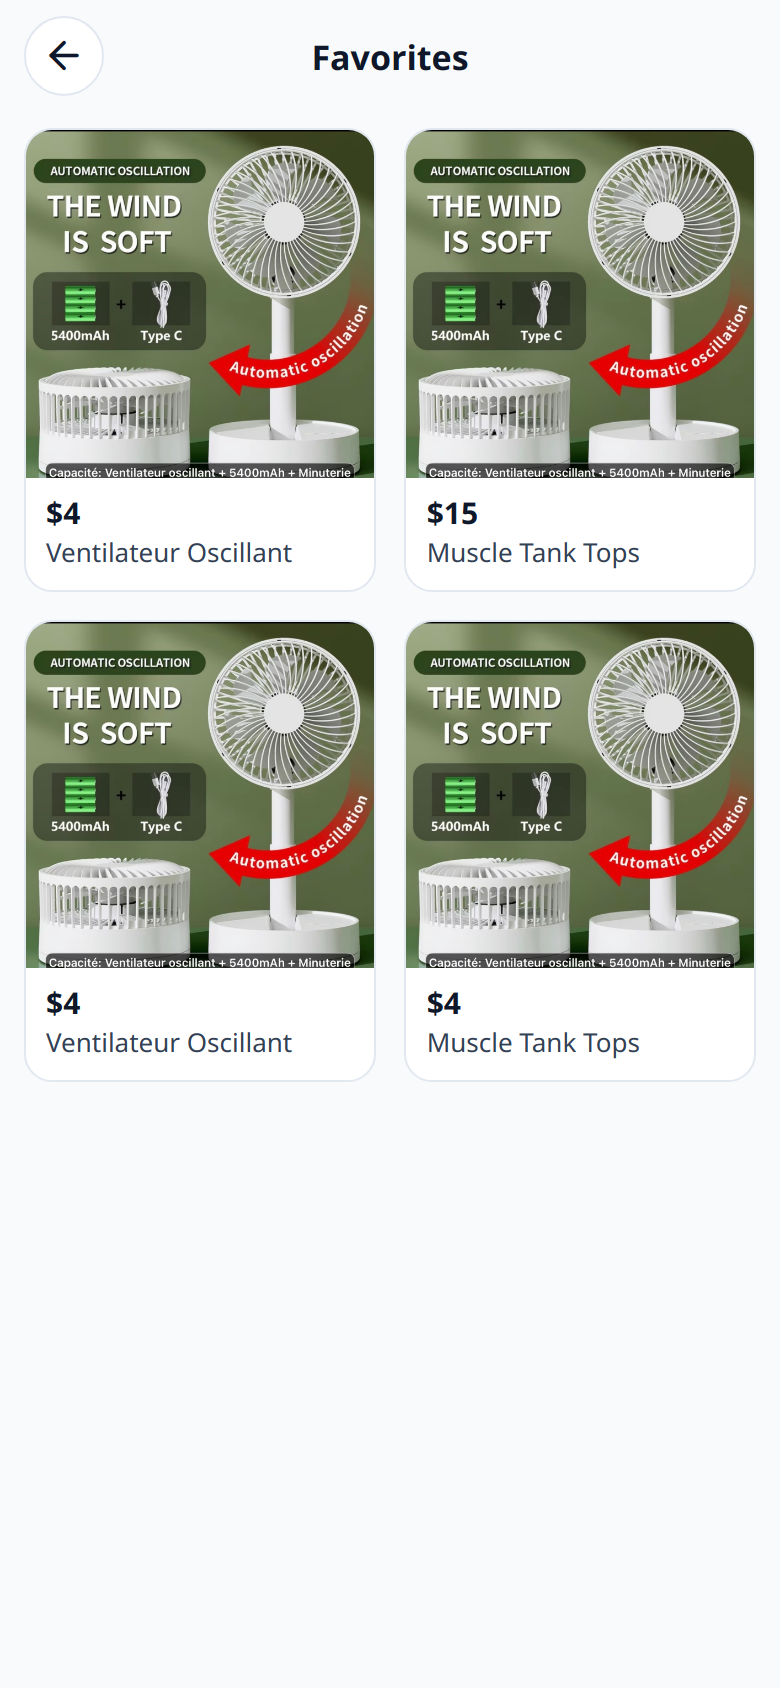 Favorites
AUTOMATIC OSCILLATION
THE WIND
IS SOFT
+
5400mAh Type C
Automatic oscillation
Capacité: Ventilateur oscillant + 5400mAh + Minuterie
$4
Ventilateur Oscillant
AUTOMATIC OSCILLATION
THE WIND
IS SOFT
+
5400mAh Type C
Automatic oscillation
Capacité: Ventilateur oscillant + 5400mAh + Minuterie
$15
Muscle Tank Tops
AUTOMATIC OSCILLATION
THE WIND
IS SOFT
+
5400mAh Type C
Automatic oscillation
Capacité: Ventilateur oscillant + 5400mAh + Minuterie
$4
Ventilateur Oscillant
AUTOMATIC OSCILLATION
THE WIND
IS SOFT
+
5400mAh Type C
Automatic oscillation
Capacité: Ventilateur oscillant + 5400mAh + Minuterie
$4
Muscle Tank Tops